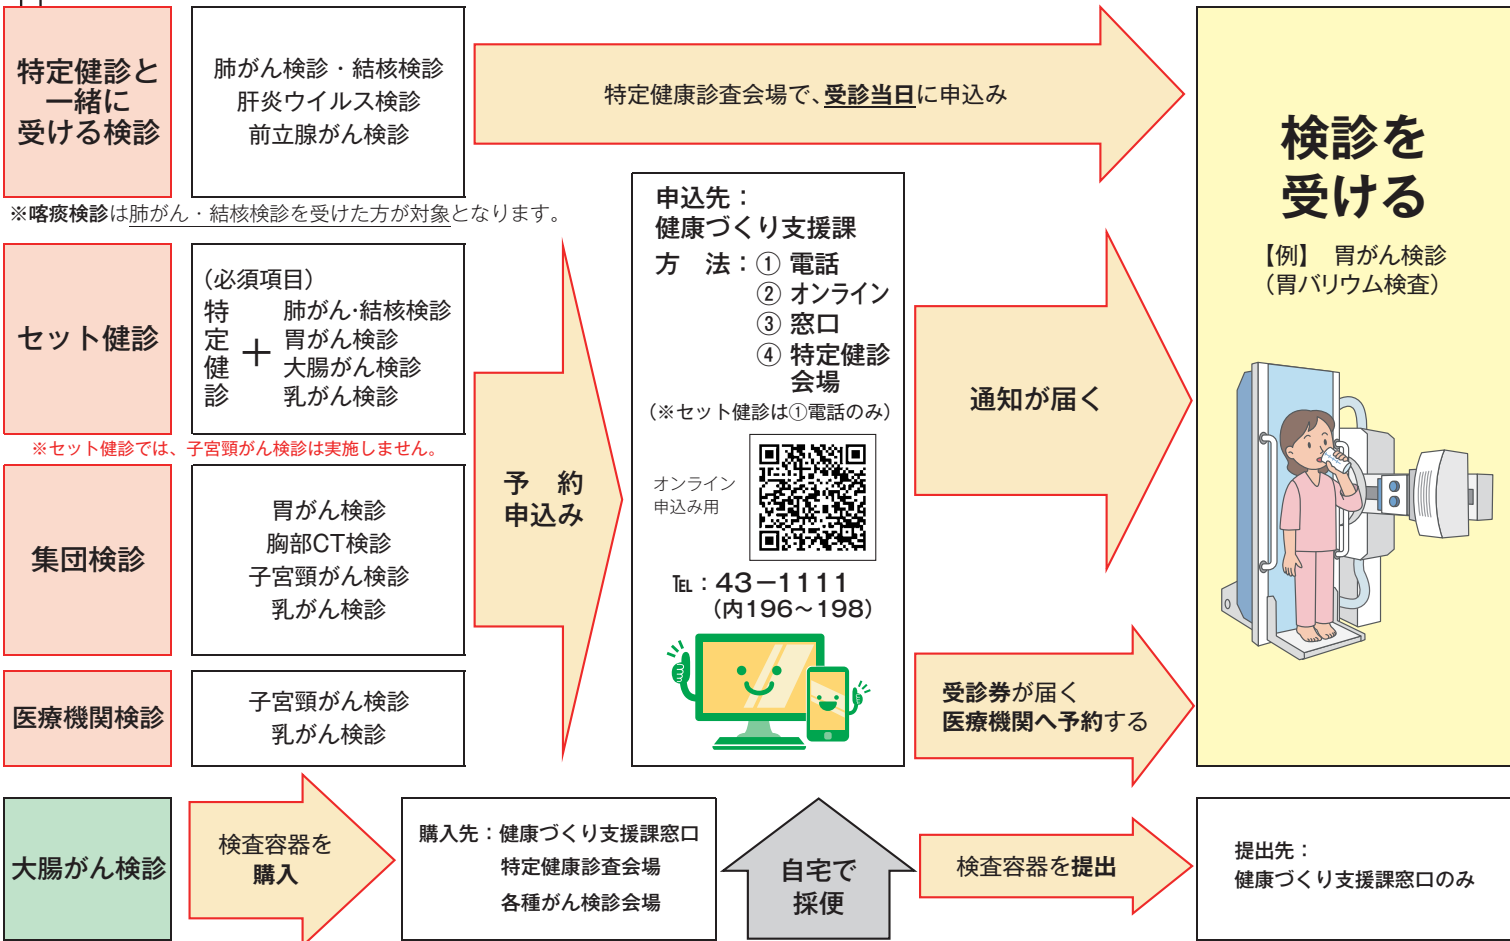 特定健診と
一緒に
受ける検診
肺がん検診・結核検診
肝炎ウイルス検診
前立腺がん検診
特定健康診査会場で、受診当日に申込み
※喀痰検診は肺がん・結核検診を受けた方が対象となります。
セット健診
(必須項目)
特定健診
＋
肺がん・結核検診
胃がん検診
大腸がん検診
乳がん検診
※セット健診では、子宮頸がん検診は実施しません。
集団検診
胃がん検診
胸部CT検診
子宮頸がん検診
乳がん検診
医療機関検診
子宮頸がん検診
乳がん検診
予　約
申込み
申込先：
健康づくり支援課
方　法：① 電話
② オンライン
③ 窓口
④ 特定健診
会場
(※セット健診は①電話のみ)
オンライン
申込み用
℡：43－1111
(内196～198)
通知が届く
受診券が届く
医療機関へ予約する
検診を
受ける
【例】　胃がん検診
(胃バリウム検査)
大腸がん検診
検査容器を
購入
購入先：健康づくり支援課窓口
特定健康診査会場
各種がん検診会場
自宅で
採便
検査容器を提出
提出先：
健康づくり支援課窓口のみ